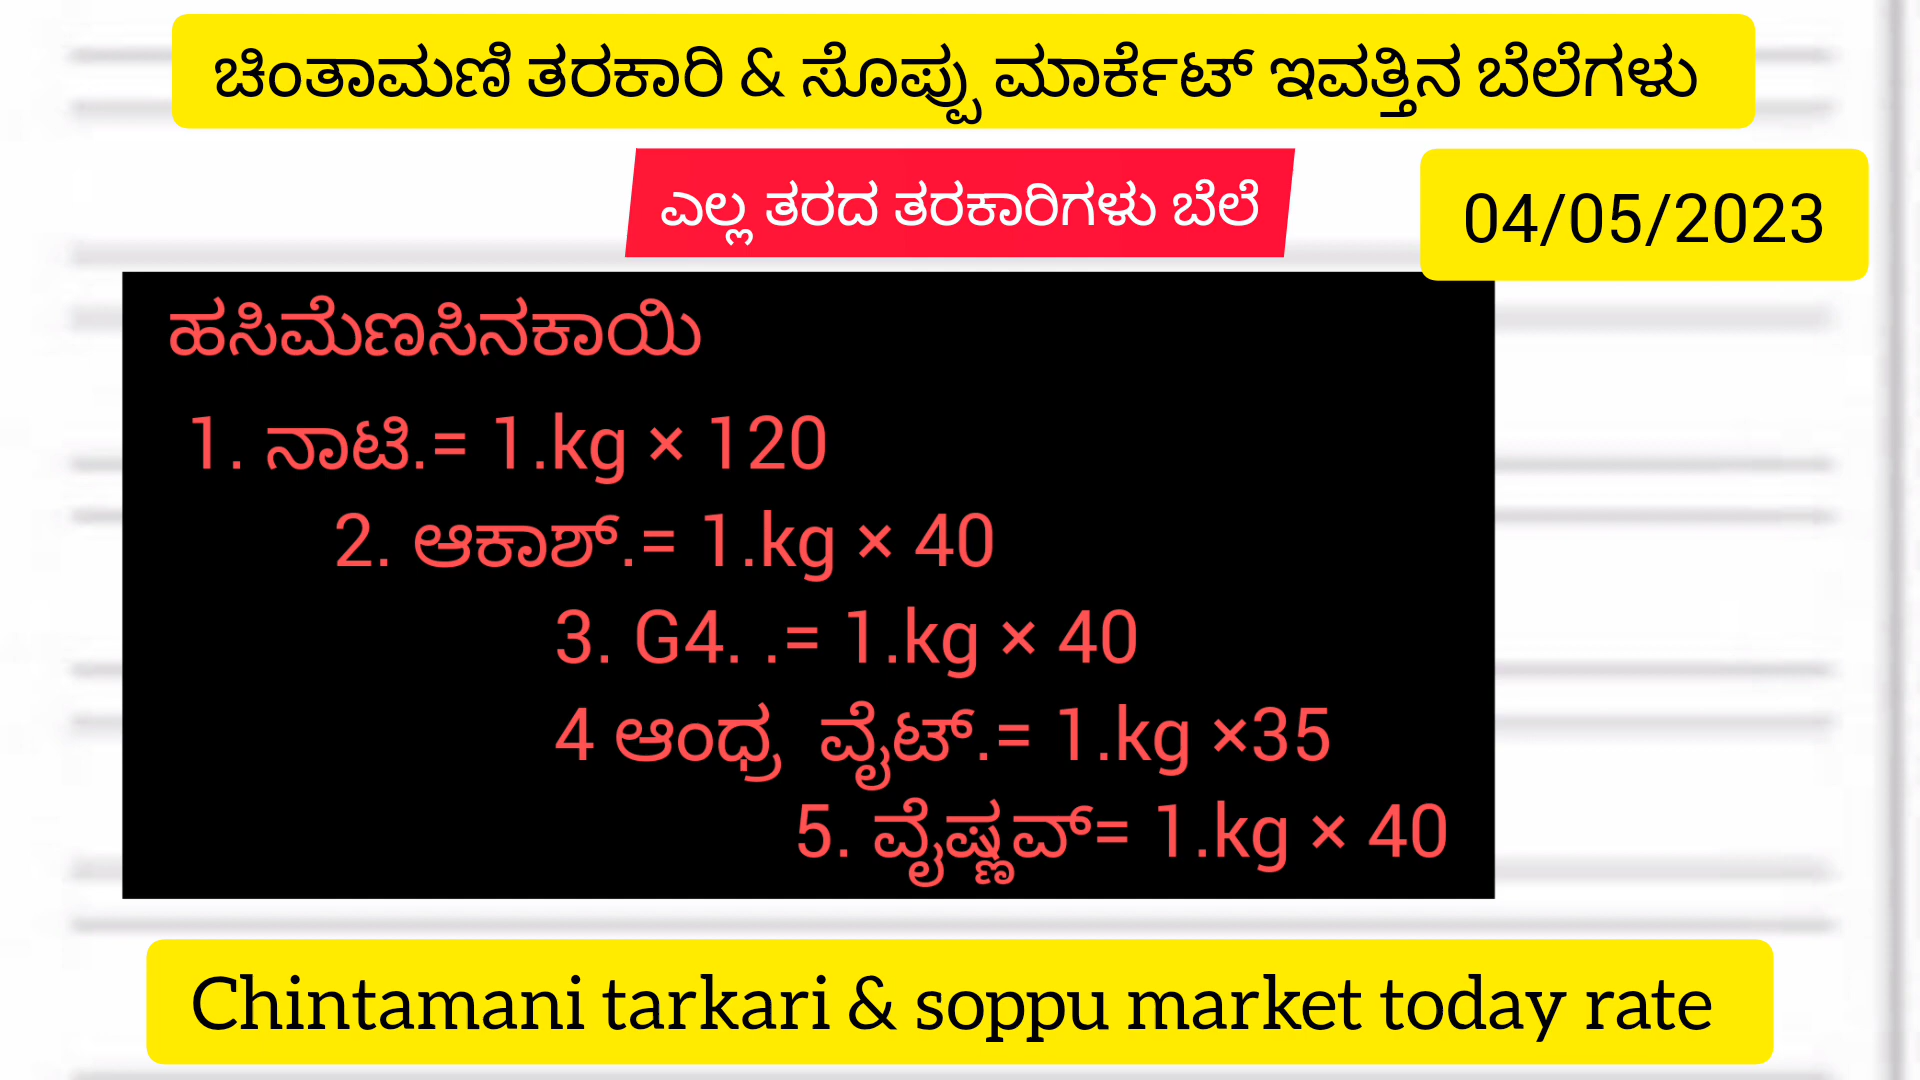 ಚಿಂತಾಮಣಿ ತರಕಾರಿ & ಸೊಪ್ಪು ಮಾರ್ಕೆಟ್ ಇವತ್ತಿನ ಬೆಲೆಗಳು
ಎಲ್ಲ ತರದ ತರಕಾರಿಗಳು ಬೆಲೆ
04/05/2023
ಹಸಿಮೆಣಸಿನಕಾಯಿ
1. ನಾಟಿ.= 1.kg × 120
2. ಆಕಾಶ್.= 1.kg × 40
3. G4. .= 1.kg × 40
4 ಆಂಧ್ರ ವೈಟ್.= 1.kg ×35
5. ವೈಷ್ಣವ್= 1.kg × 40
Chintamani tarkari & soppu market today rate